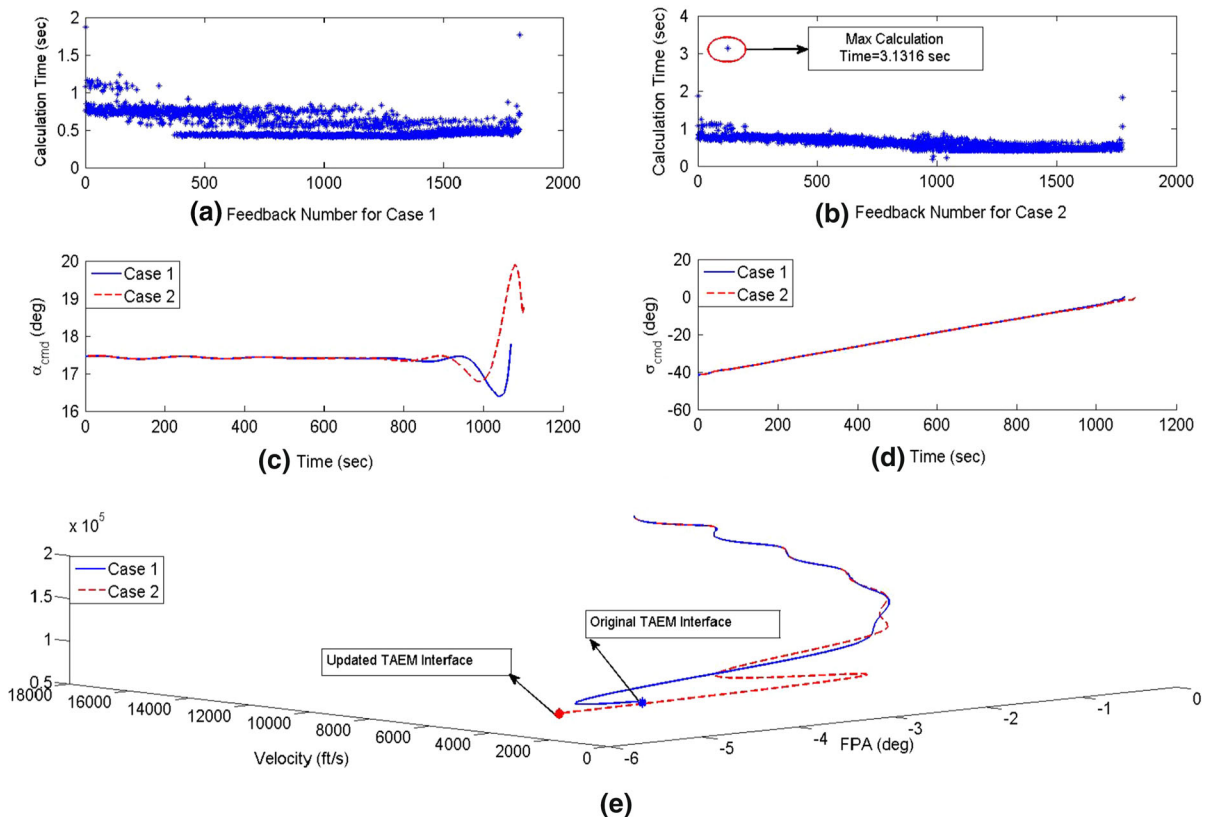 2
1.5
1
0.5
0
Calculation Time (sec)
0 500 1000 1500 2000
(a) Feedback Number for Case 1
4
3
2
1
0
Calculation Time (sec)
Max Calculation
Time=3.1316 sec
0 500 1000 1500 2000
(b) Feedback Number for Case 2
20
19
18
17
16
α_cmd (deg)
Case 1
Case 2
0 200 400 600 800 1000 1200
(c) Time (sec)
20
0
-20
-40
-60
σ_cmd (deg)
Case 1
Case 2
0 200 400 600 800 1000 1200
(d) Time (sec)
x 10^5
2
1.5
1
0.5
Case 1
Case 2
Original TAEM Interface
Updated TAEM Interface
18000 16000 14000 12000 10000 8000 6000 4000 2000 0
Velocity (ft/s)
-6 -5 -4 -3 -2 -1 0
FPA (deg)
(e)